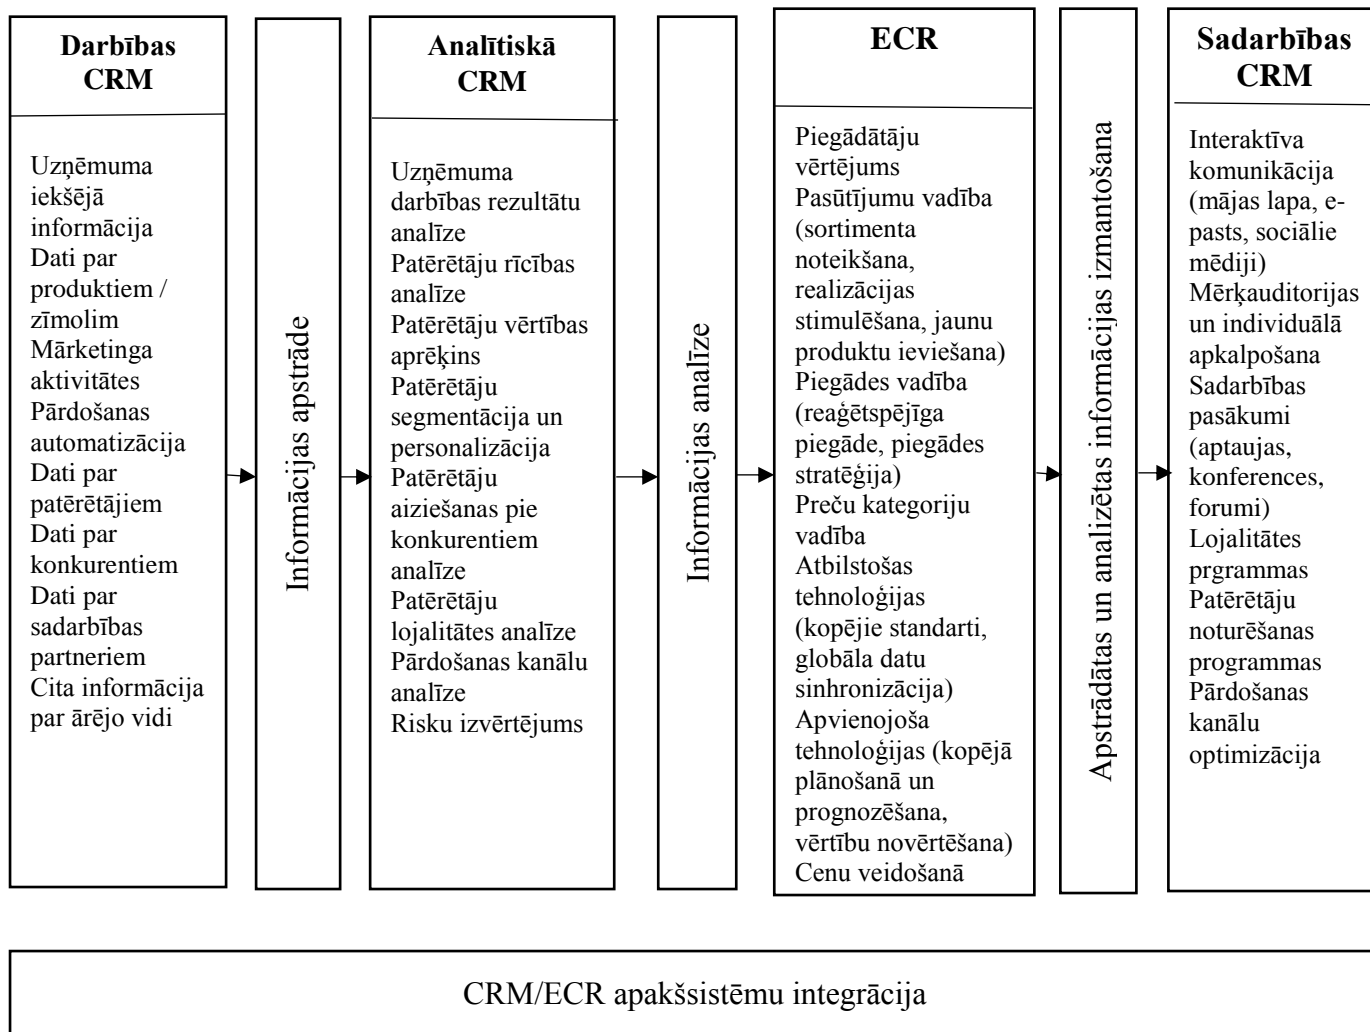 Darbības
CRM
Uzņēmuma
iekšējā
informācija
Dati par
produktiem /
zīmolim
Mārketinga
aktivitātes
Pārdošanas
automatizācija
Dati par
patērētājiem
Dati par
konkurentiem
Dati par
sadarbības
partneriem
Cita informācija
par ārējo vidi
Informācijas apstrāde
Analītiskā
CRM
Uzņēmuma
darbības rezultātu
analīze
Patērētāju rīcības
analīze
Patērētāju vērtības
aprēķins
Patērētāju
segmentācija un
personalizācija
Patērētāju
aiziešanas pie
konkurentiem
analīze
Patērētāju
lojalitātes analīze
Pārdošanas kanālu
analīze
Risku izvērtējums
Informācijas analīze
ECR
Piegādātāju
vērtējums
Pasūtījumu vadība
(sortimenta
noteikšana,
realizācijas
stimulēšana, jaunu
produktu ieviešana)
Piegādes vadība
(reaģētspējīga
piegāde, piegādes
stratēģija)
Preču kategoriju
vadība
Atbilstošas
tehnoloģijas
(kopējie standarti,
globāla datu
sinhronizācija)
Apvienojoša
tehnoloģijas (kopējā
plānošanā un
prognozēšana,
vērtību novērtēšana)
Cenu veidošanā
Apstrādātas un analizētas informācijas izmantošana
Sadarbības
CRM
Interaktīva
komunikācija
(mājas lapa, e-
pasts, sociālie
mēdiji)
Mērķauditorijas
un individuālā
apkalpošana
Sadarbības
pasākumi
(aptaujas,
konferences,
forumi)
Lojalitātes
prgrammas
Patērētāju
noturēšanas
programmas
Pārdošanas
kanālu
optimizācija
CRM/ECR apakšsistēmu integrācija